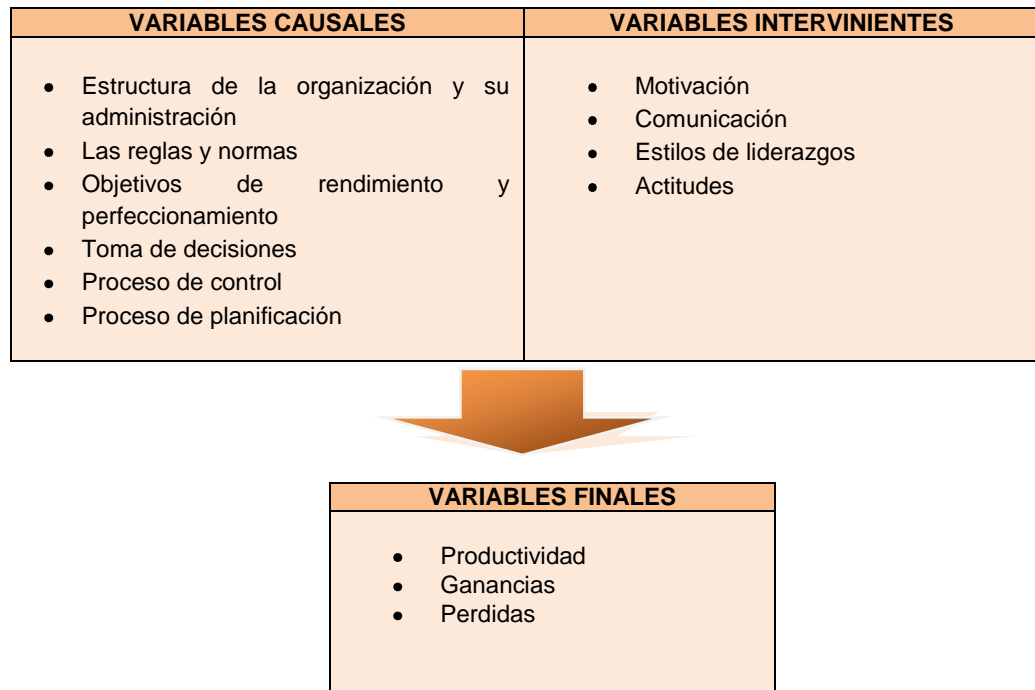 VARIABLES CAUSALES
• Estructura de la organización y su
administración
• Las reglas y normas
• Objetivos de rendimiento y
perfeccionamiento
• Toma de decisiones
• Proceso de control
• Proceso de planificación
VARIABLES INTERVINIENTES
• Motivación
• Comunicación
• Estilos de liderazgos
• Actitudes
VARIABLES FINALES
• Productividad
• Ganancias
• Perdidas